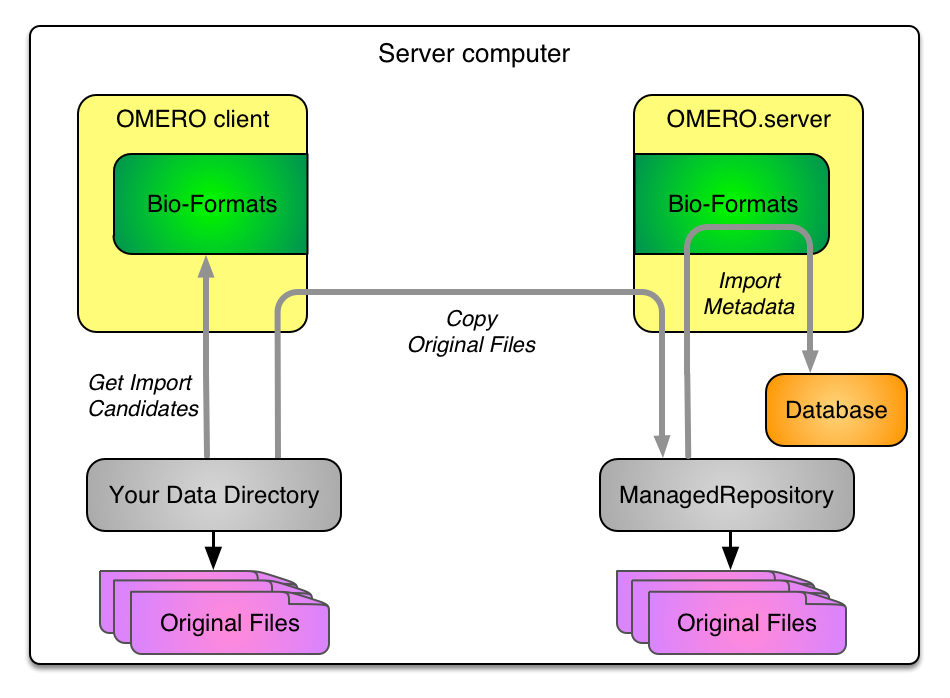 Server computer
OMERO client
OMERO.server
Bio-Formats
Bio-Formats
Import
Metadata
Copy
Original Files
Get Import
Candidates
Database
Your Data Directory
ManagedRepository
Original Files
Original Files